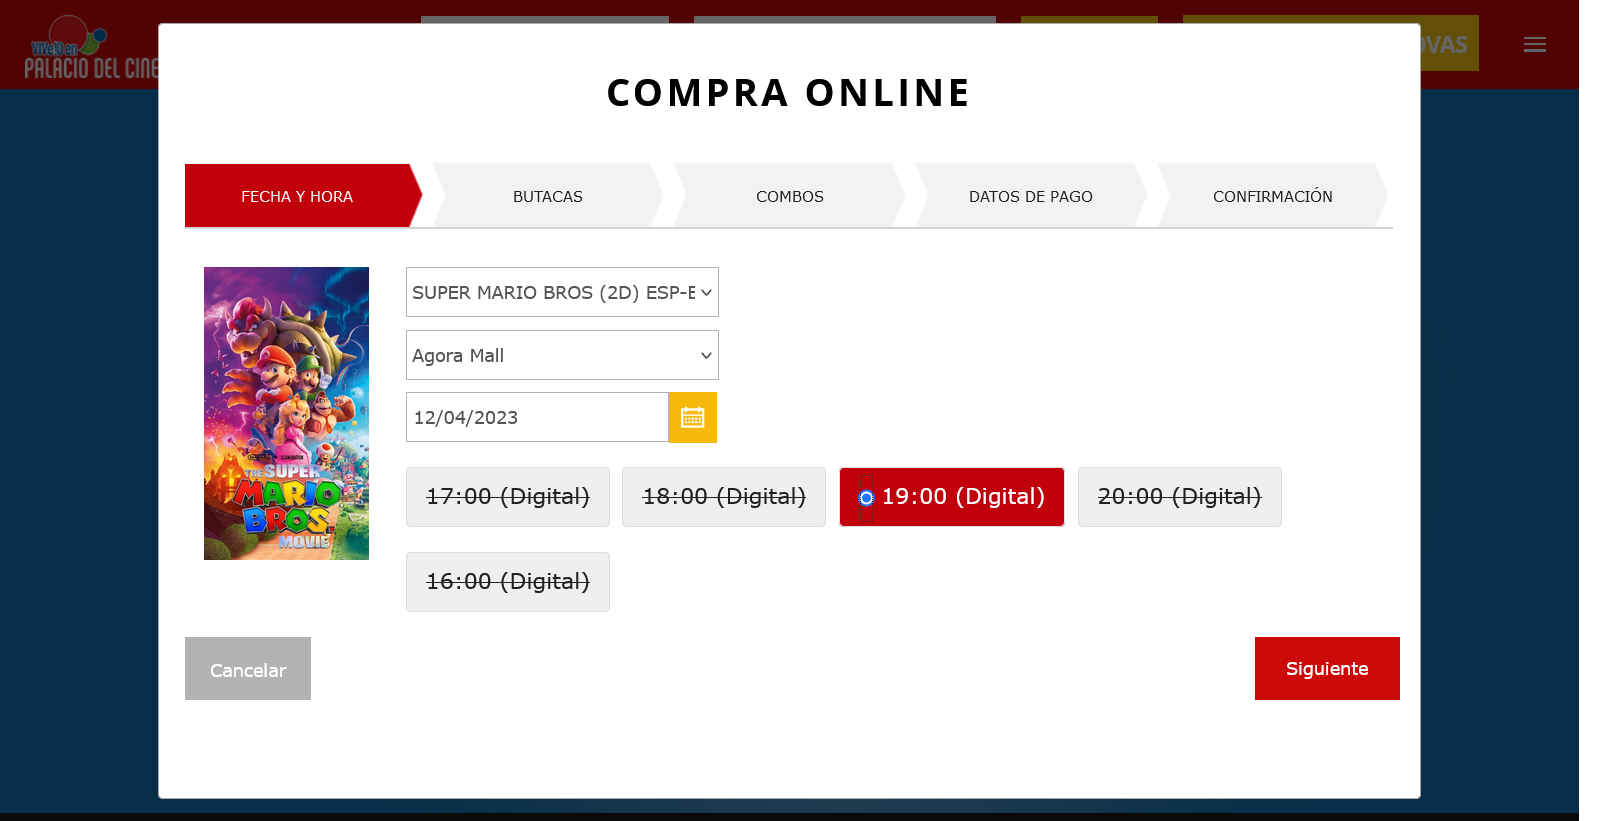 vívelo en
PALACIO DEL CINE
OVAS
COMPRA ONLINE
FECHA Y HORA
BUTACAS
COMBOS
DATOS DE PAGO
CONFIRMACIÓN
SUPER MARIO BROS (2D) ESP-E
Agora Mall
12/04/2023
THE SUPER
MARIO
BROS.
MOVIE
17:00 (Digital)
18:00 (Digital)
19:00 (Digital)
20:00 (Digital)
16:00 (Digital)
Cancelar
Siguiente